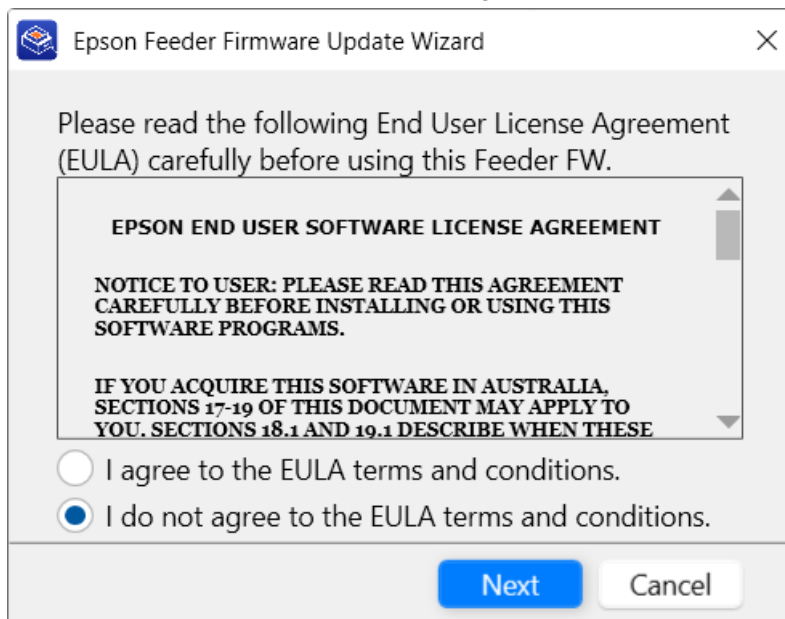 Epson Feeder Firmware Update Wizard
Please read the following End User License Agreement
(EULA) carefully before using this Feeder FW.
EPSON END USER SOFTWARE LICENSE AGREEMENT
NOTICE TO USER: PLEASE READ THIS AGREEMENT
CAREFULLY BEFORE INSTALLING OR USING THIS
SOFTWARE PROGRAMS.
IF YOU ACQUIRE THIS SOFTWARE IN AUSTRALIA,
SECTIONS 17-19 OF THIS DOCUMENT MAY APPLY TO
YOU. SECTIONS 18.1 AND 19.1 DESCRIBE WHEN THESE
I agree to the EULA terms and conditions.
I do not agree to the EULA terms and conditions.
Next Cancel